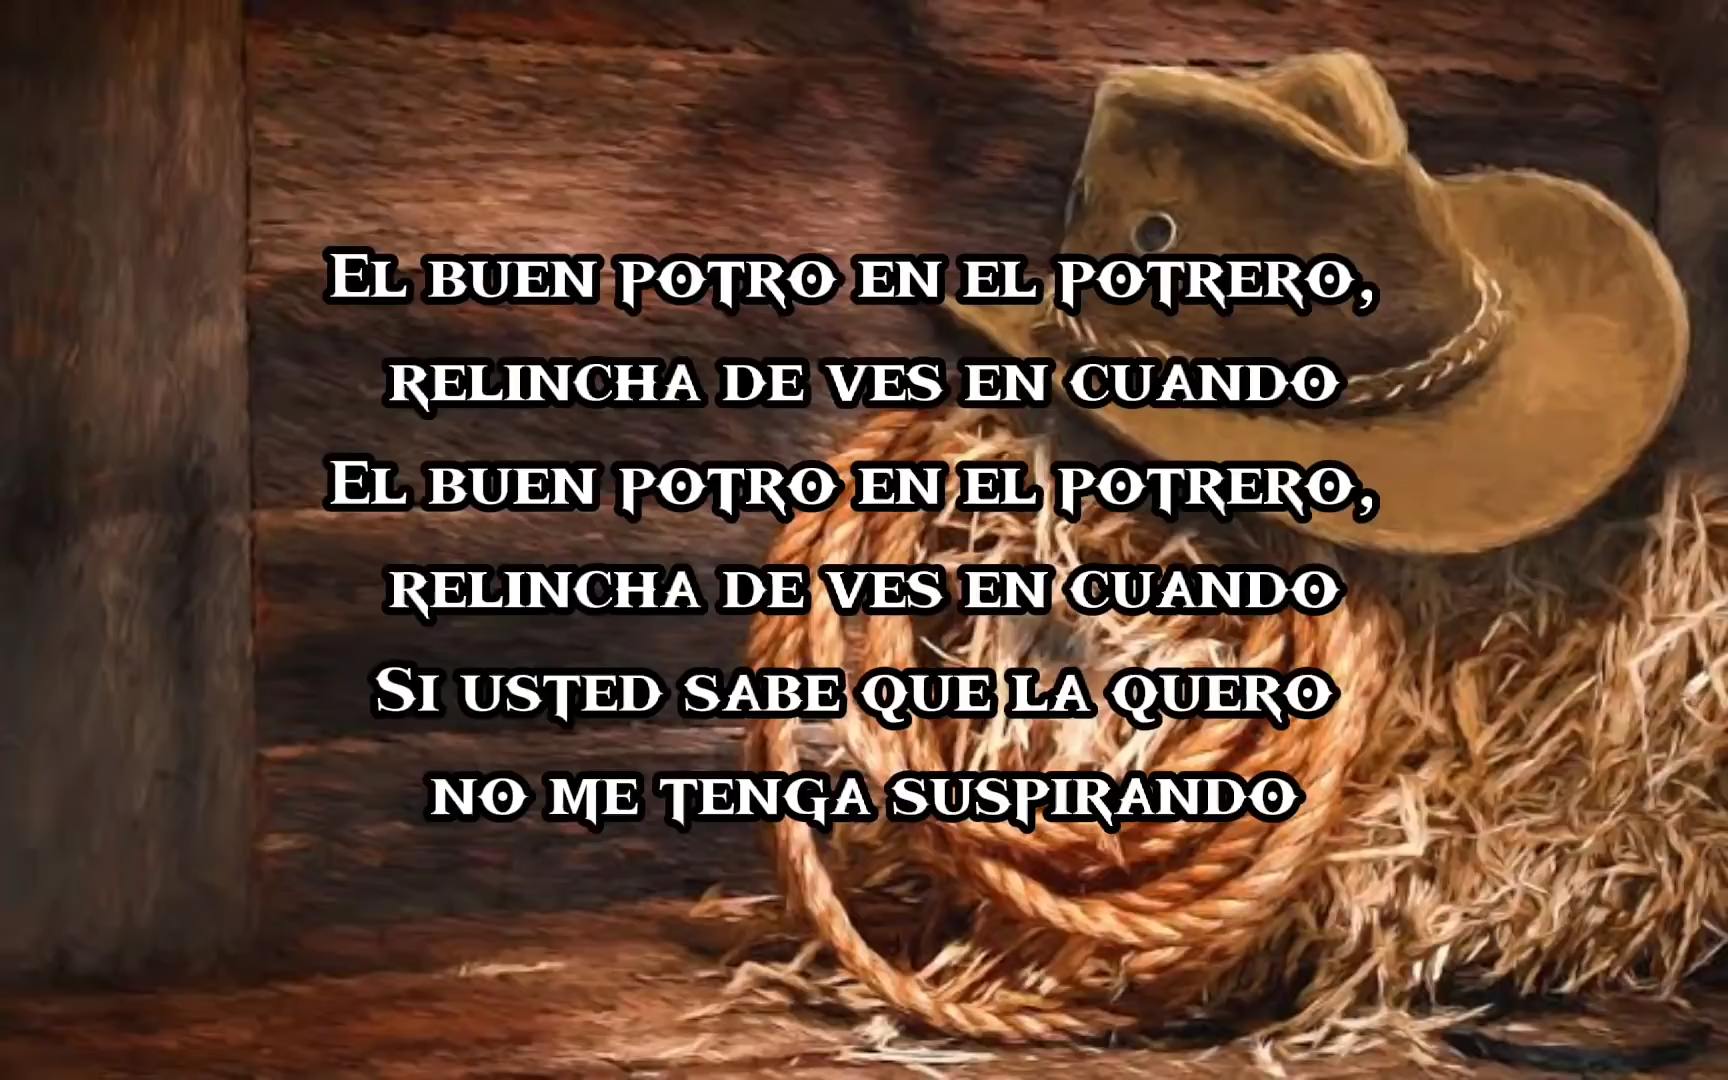 El buen potro en el potrero,
relincha de ves en cuando
El buen potro en el potrero,
relincha de ves en cuando
Si usted sabe que la quero
no me tenga suspirando